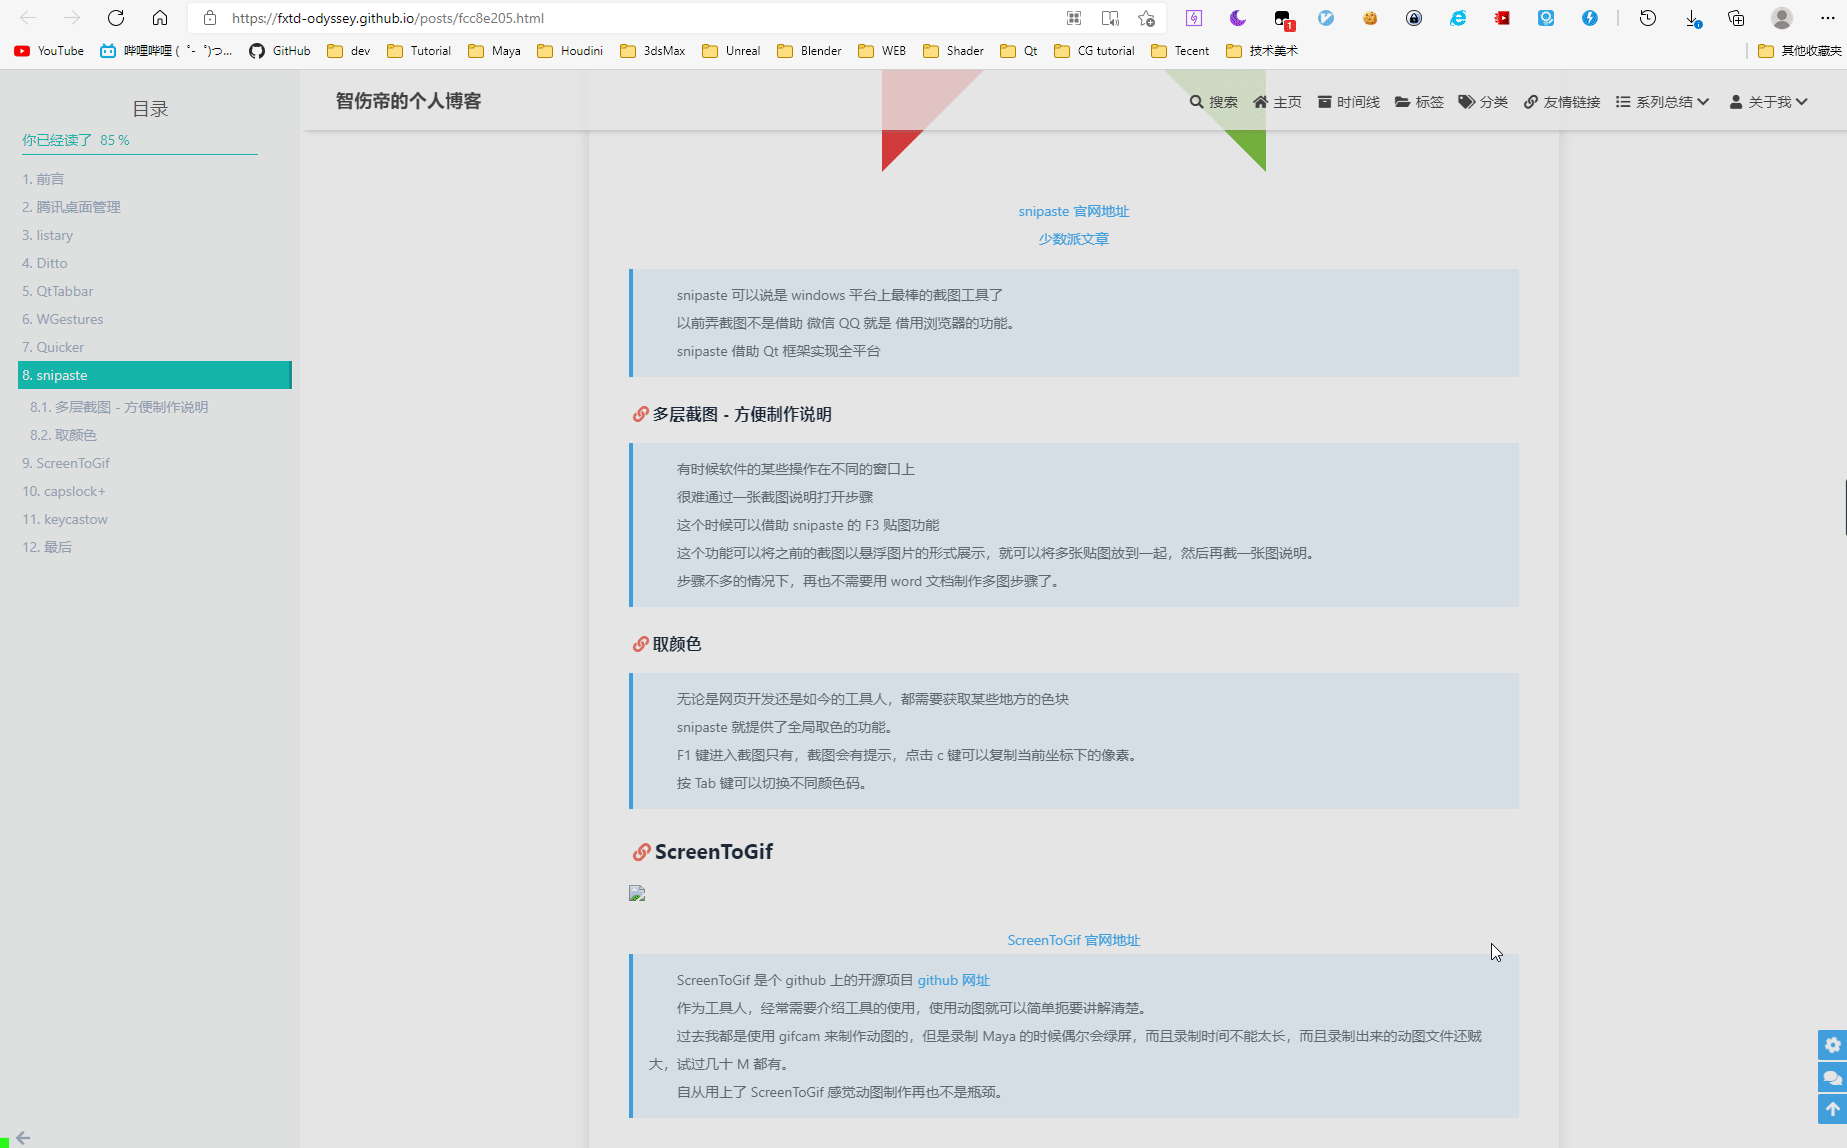 https://fxtd-odyssey.github.io/posts/fcc8e205.html
1
YouTube 哔哩哔哩 ( ゜- ゜)つ... GitHub dev Tutorial Maya Houdini 3dsMax Unreal Blender WEB Shader Qt CG tutorial Tecent 技术美术 其他收藏夹
智伤帝的个人博客 搜索 主页 时间线 标签 分类 友情链接 系列总结 关于我
目录
你已经读了 85 %
1. 前言
2. 腾讯桌面管理
3. listary
4. Ditto
5. QtTabbar
6. WGestures
7. Quicker
8. snipaste
8.1. 多层截图 - 方便制作说明
8.2. 取颜色
9. ScreenToGif
10. capslock+
11. keycastow
12. 最后
snipaste 官网地址
少数派文章
snipaste 可以说是 windows 平台上最棒的截图工具了
以前弄截图不是借助 微信 QQ 就是 借用浏览器的功能。
snipaste 借助 Qt 框架实现全平台
多层截图 - 方便制作说明
有时候软件的某些操作在不同的窗口上
很难通过一张截图说明打开步骤
这个时候可以借助 snipaste 的 F3 贴图功能
这个功能可以将之前的截图以悬浮图片的形式展示，就可以将多张贴图放到一起，然后再截一张图说明。
步骤不多的情况下，再也不需要用 word 文档制作多图步骤了。
取颜色
无论是网页开发还是如今的工具人，都需要获取某些地方的色块
snipaste 就提供了全局取色的功能。
F1 键进入截图只有，截图会有提示，点击 c 键可以复制当前坐标下的像素。
按 Tab 键可以切换不同颜色码。
ScreenToGif
ScreenToGif 官网地址
ScreenToGif 是个 github 上的开源项目 github 网址
作为工具人，经常需要介绍工具的使用，使用动图就可以简单扼要讲解清楚。
过去我都是使用 gifcam 来制作动图的，但是录制 Maya 的时候偶尔会绿屏，而且录制时间不能太长，而且录制出来的动图文件还贼
大，试过几十 M 都有。
自从用上了 ScreenToGif 感觉动图制作再也不是瓶颈。